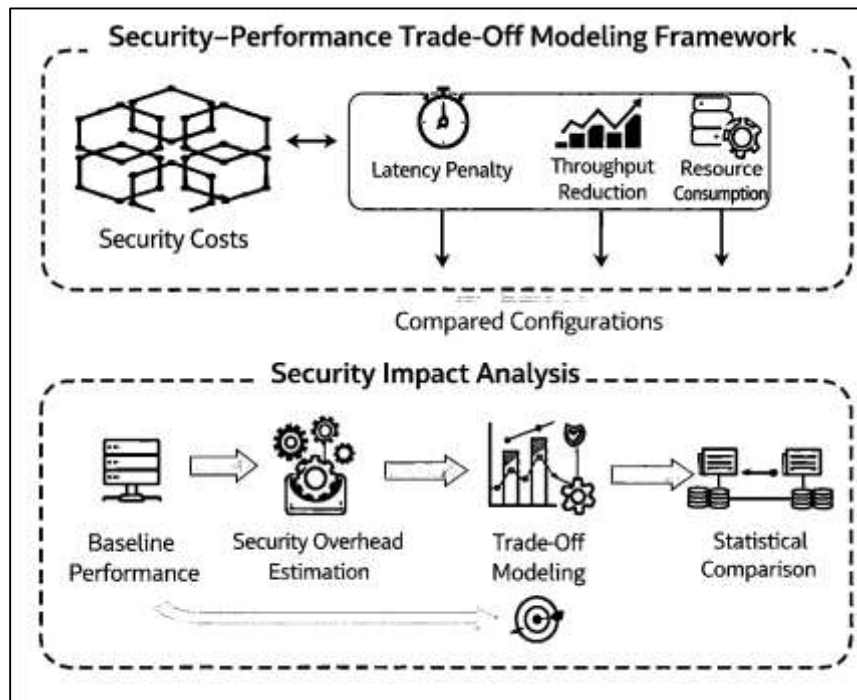 Security–Performance Trade-Off Modeling Framework
Latency Penalty
Throughput
Reduction
Resource
Consumption
Security Costs
Compared Configurations
Security Impact Analysis
Baseline
Performance
Security Overhead
Estimation
Trade-Off
Modeling
Statistical
Comparison